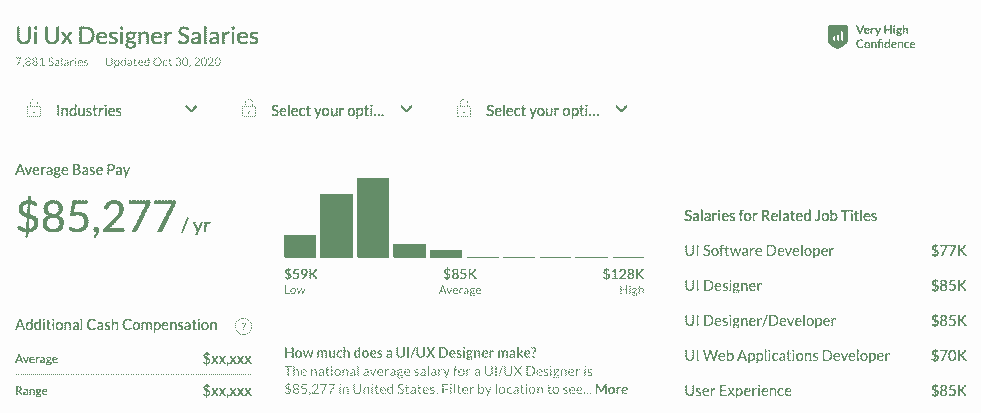 Ui Ux Designer Salaries
7,881 Salaries Updated Oct 30, 2020
Very High
Confidence
Industries
Select your opti...
Select your opti...
Average Base Pay
$85,277 / yr
$59K
Low
$85K
Average
$128K
High
Additional Cash Compensation ?
Average $xx,xxx
Range $xx,xxx
How much does a UI/UX Designer make?
The national average salary for a UI/UX Designer is
$85,277 in United States. Filter by location to see... More
Salaries for Related Job Titles
UI Software Developer $77K
UI Designer $85K
UI Designer/Developer $85K
UI Web Applications Developer $70K
User Experience $85K